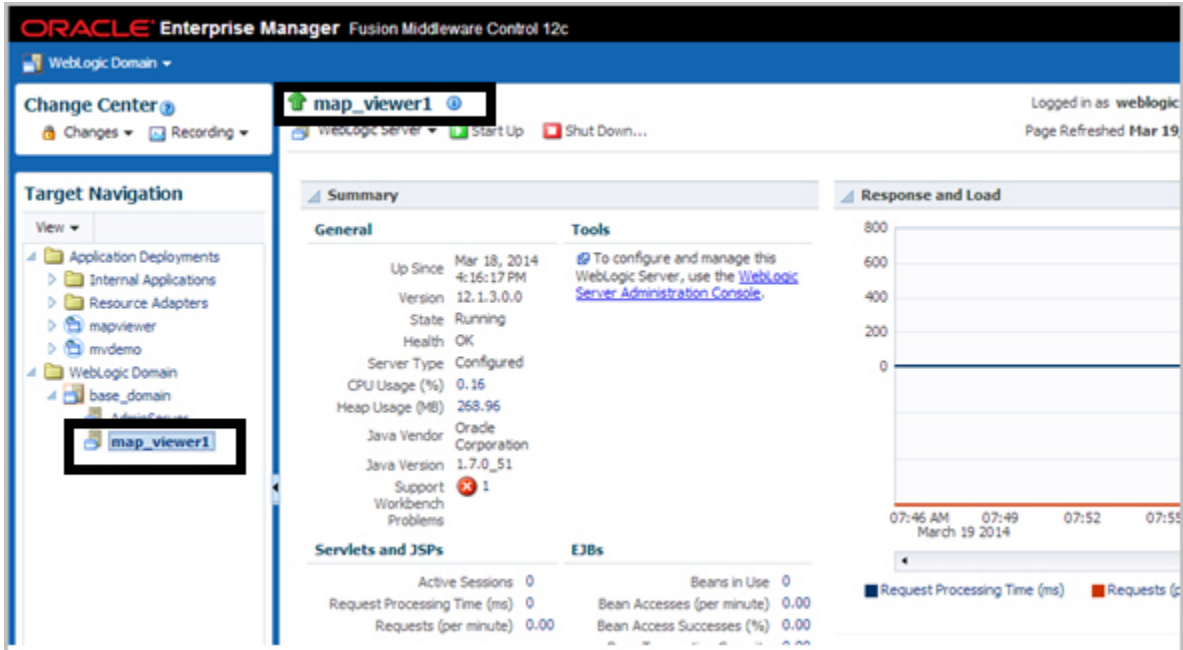 ORACLE Enterprise Manager Fusion Middleware Control 12c
WebLogic Domain
Change Center
Changes Recording
map_viewer1
Logged in as weblogic
WebLogic Server Start Up Shut Down...
Page Refreshed Mar 19,
Target Navigation
View
Application Deployments
Internal Applications
Resource Adapters
mapviewer
mvdemo
WebLogic Domain
base_domain
AdminServer
map_viewer1
Summary
General
Up Since Mar 18, 2014
4:16:17 PM
Version 12.1.3.0.0
State Running
Health OK
Server Type Configured
CPU Usage (%) 0.16
Heap Usage (MB) 268.96
Java Vendor Oracle
Corporation
Java Version 1.7.0_51
Support 1
Workbench
Problems
Tools
To configure and manage this
WebLogic Server, use the WebLogic
Server Administration Console.
Servlets and JSPs
Active Sessions 0
Request Processing Time (ms) 0
Requests (per minute) 0.00
EJBs
Beans in Use 0
Bean Accesses (per minute) 0.00
Bean Access Successes (%) 0.00
Response and Load
800
600
400
200
0
07:46 AM 07:49 07:52 07:55
March 19 2014
Request Processing Time (ms) Requests (p